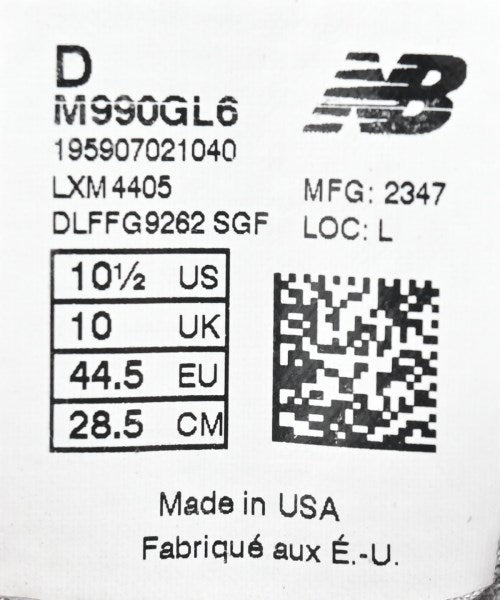 D
NB
M990GL6
195907021040
LXM 4405
MFG: 2347
DLFFG9262 SGF
LOC: L
10½ US
10 UK
44.5 EU
28.5 CM
Made in USA
Fabriqué aux É.-U.